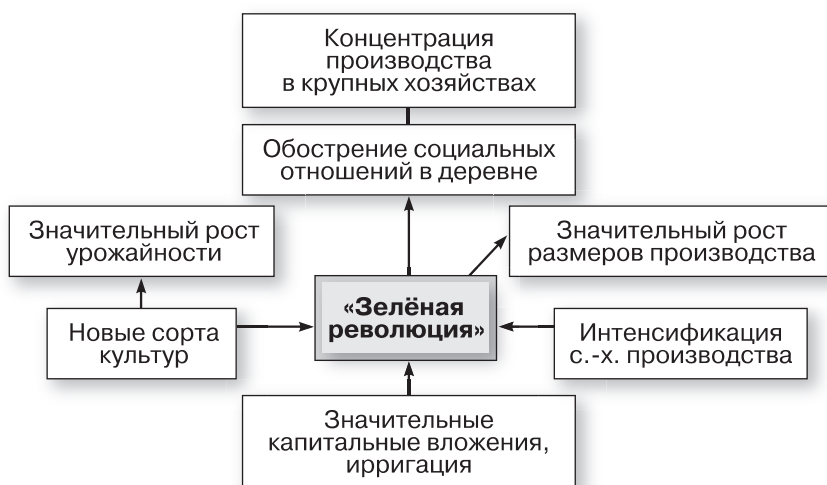 Концентрация
производства
в крупных хозяйствах
Обострение социальных
отношений в деревне
Значительный рост
урожайности
Значительный рост
размеров производства
«Зелёная
революция»
Новые сорта
культур
Интенсификация
с.-х. производства
Значительные
капитальные вложения,
ирригация